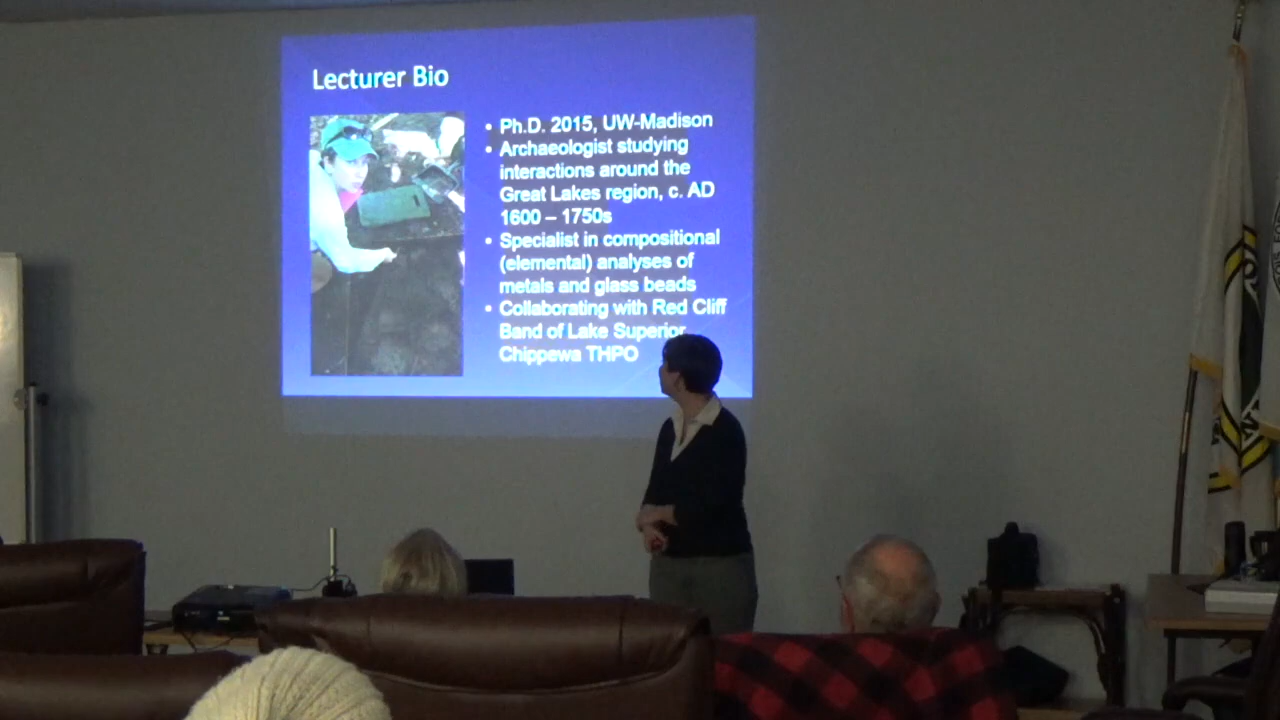 Lecturer Bio
• Ph.D. 2015, UW-Madison
• Archaeologist studying
interactions around the
Great Lakes region, c. AD
1600 – 1750s
• Specialist in compositional
(elemental) analyses of
metals and glass beads
• Collaborating with Red Cliff
Band of Lake Superior
Chippewa THPO